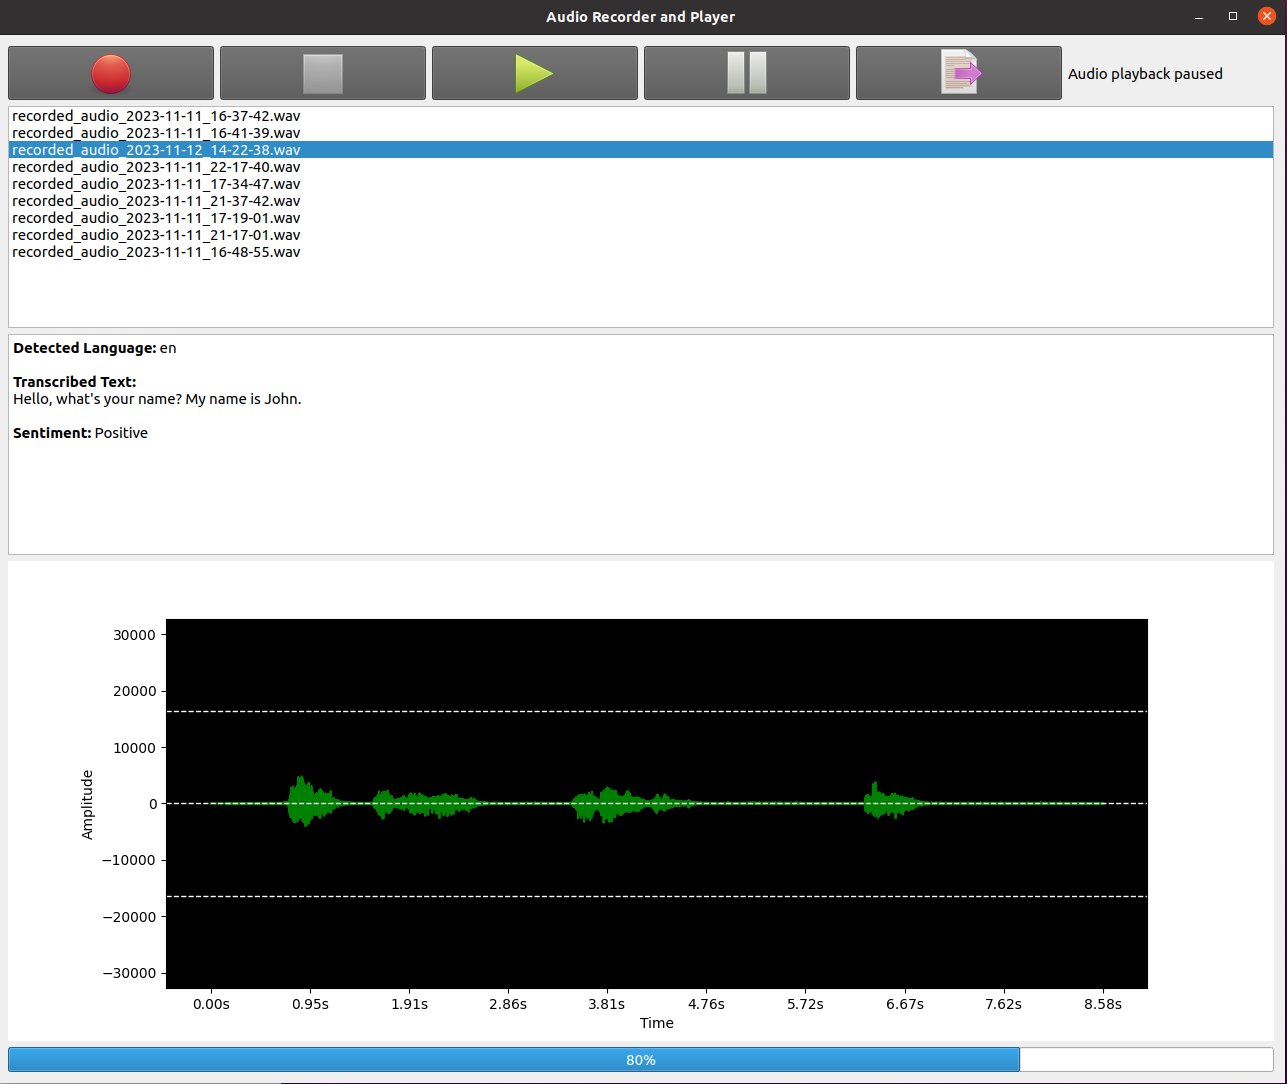 Audio Recorder and Player
Audio playback paused
recorded_audio_2023-11-11_16-37-42.wav
recorded_audio_2023-11-11_16-41-39.wav
recorded_audio_2023-11-12_14-22-38.wav
recorded_audio_2023-11-11_22-17-40.wav
recorded_audio_2023-11-11_17-34-47.wav
recorded_audio_2023-11-11_21-37-42.wav
recorded_audio_2023-11-11_17-19-01.wav
recorded_audio_2023-11-11_21-17-01.wav
recorded_audio_2023-11-11_16-48-55.wav
Detected Language: en
Transcribed Text:
Hello, what's your name? My name is John.
Sentiment: Positive
30000
20000
10000
0
−10000
−20000
−30000
Amplitude
0.00s 0.95s 1.91s 2.86s 3.81s 4.76s 5.72s 6.67s 7.62s 8.58s
Time
80%